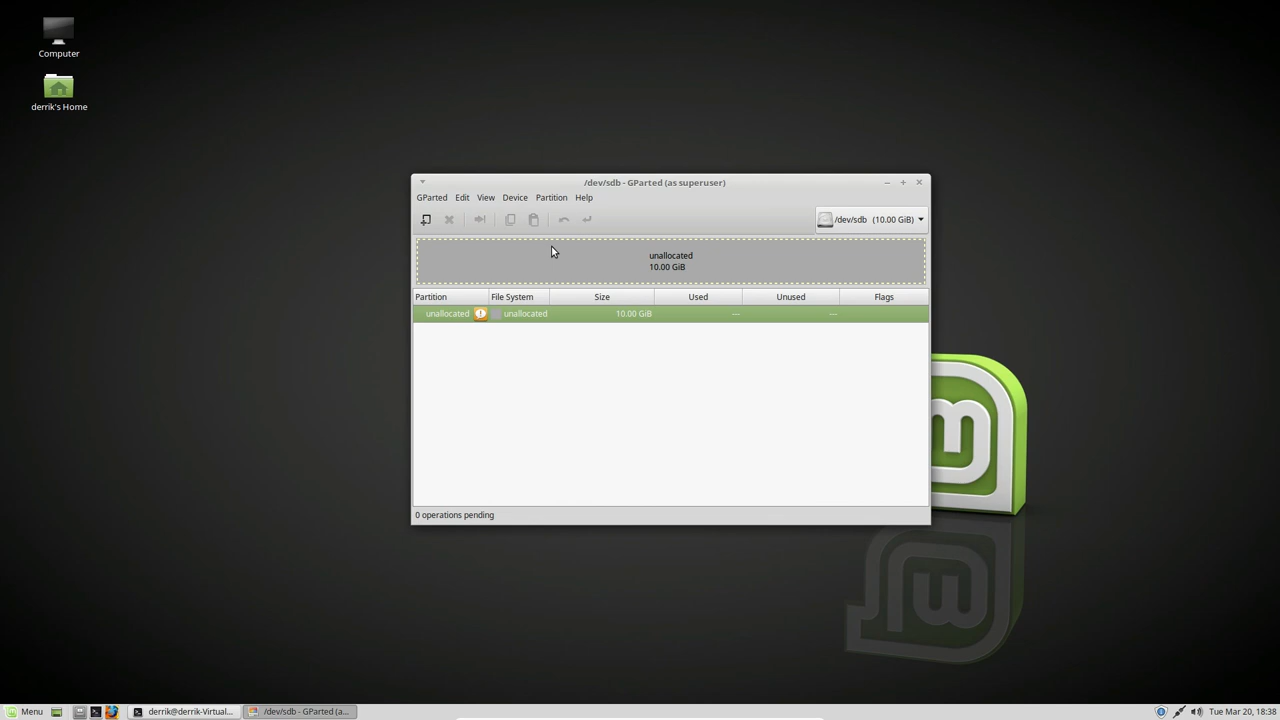 Computer
derrik's Home
/dev/sdb - GParted (as superuser)
GParted Edit View Device Partition Help
/dev/sdb (10.00 GiB)
unallocated
10.00 GiB
Partition File System Size Used Unused Flags
unallocated unallocated 10.00 GiB --- ---
0 operations pending
Menu derrik@derrik-Virtual... /dev/sdb - GParted (a... Tue Mar 20, 18:38